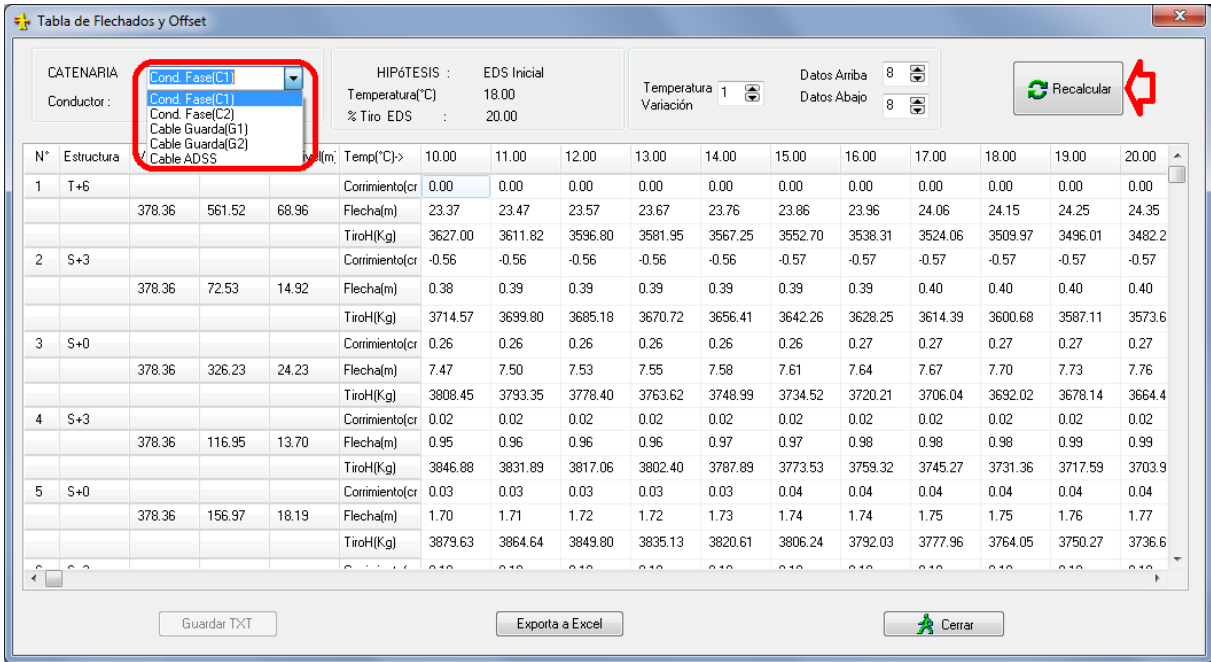 Tabla de Flechados y Offset
CATENARIA
Conductor :
Cond. Fase(C1)
Cond. Fase(C1)
Cond. Fase(C2)
Cable Guarda(G1)
Cable Guarda(G2)
Cable ADSS
HIPóTESIS : EDS Inicial
Temperatura(°C) 18.00
% Tiro EDS : 20.00
Temperatura Variación 1
Datos Arriba 8
Datos Abajo 8
Recalcular
N° Estructura Temp(°C)-> 10.00 11.00 12.00 13.00 14.00 15.00 16.00 17.00 18.00 19.00 20.00
1 T+6 Corrimiento(cr 0.00 0.00 0.00 0.00 0.00 0.00 0.00 0.00 0.00 0.00 0.00
378.36 561.52 68.96 Flecha(m) 23.37 23.47 23.57 23.67 23.76 23.86 23.96 24.06 24.15 24.25 24.35
TiroH(Kg) 3627.00 3611.82 3596.80 3581.95 3567.25 3552.70 3538.31 3524.06 3509.97 3496.01 3482.2
2 S+3 Corrimiento(cr -0.56 -0.56 -0.56 -0.56 -0.56 -0.57 -0.57 -0.57 -0.57 -0.57 -0.57
378.36 72.53 14.92 Flecha(m) 0.38 0.39 0.39 0.39 0.39 0.39 0.39 0.40 0.40 0.40 0.40
TiroH(Kg) 3714.57 3699.80 3685.18 3670.72 3656.41 3642.26 3628.25 3614.39 3600.68 3587.11 3573.6
3 S+0 Corrimiento(cr 0.26 0.26 0.26 0.26 0.26 0.26 0.27 0.27 0.27 0.27 0.27
378.36 326.23 24.23 Flecha(m) 7.47 7.50 7.53 7.55 7.58 7.61 7.64 7.67 7.70 7.73 7.76
TiroH(Kg) 3808.45 3793.35 3778.40 3763.62 3748.99 3734.52 3720.21 3706.04 3692.02 3678.14 3664.4
4 S+3 Corrimiento(cr 0.02 0.02 0.02 0.02 0.02 0.02 0.02 0.02 0.02 0.02 0.02
378.36 116.95 13.70 Flecha(m) 0.95 0.96 0.96 0.96 0.97 0.97 0.98 0.98 0.98 0.99 0.99
TiroH(Kg) 3846.88 3831.89 3817.06 3802.40 3787.89 3773.53 3759.32 3745.27 3731.36 3717.59 3703.9
5 S+0 Corrimiento(cr 0.03 0.03 0.03 0.03 0.03 0.04 0.04 0.04 0.04 0.04 0.04
378.36 156.97 18.19 Flecha(m) 1.70 1.71 1.72 1.72 1.73 1.74 1.74 1.75 1.75 1.76 1.77
TiroH(Kg) 3879.63 3864.64 3849.80 3835.13 3820.61 3806.24 3792.03 3777.96 3764.05 3750.27 3736.6
Guardar TXT
Exporta a Excel
Cerrar